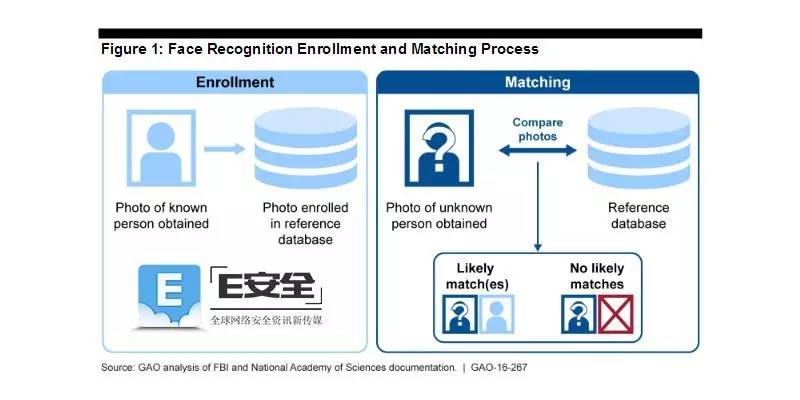 Figure 1: Face Recognition Enrollment and Matching Process
Enrollment
Photo of known
person obtained
Photo enrolled
in reference
database
E
E安全
全球网络安全资讯新传媒
Matching
Compare
photos
?
Photo of unknown
person obtained
Reference
database
Likely
match(es)
?
No likely
matches
?
Source: GAO analysis of FBI and National Academy of Sciences documentation. | GAO-16-267